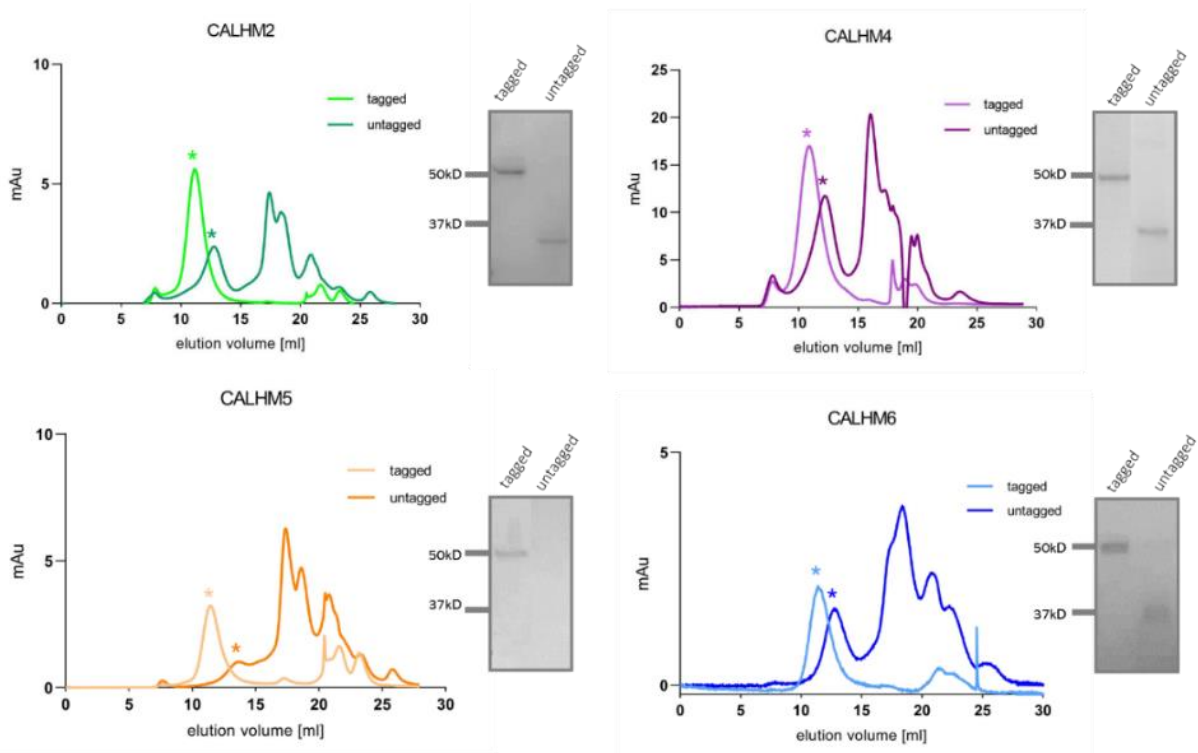 CALHM2
10
5
0
mAu
tagged
untagged
0 5 10 15 20 25 30
elution volume [ml]
tagged
untagged
50kD
37kD
CALHM4
25
20
15
10
5
0
mAu
tagged
untagged
0 5 10 15 20 25 30
elution volume [ml]
tagged
untagged
50kD
37kD
CALHM5
10
5
0
mAu
tagged
untagged
0 5 10 15 20 25 30
elution volume [ml]
tagged
untagged
50kD
37kD
CALHM6
5
0
mAu
tagged
untagged
0 5 10 15 20 25 30
elution volume [ml]
tagged
untagged
50kD
37kD